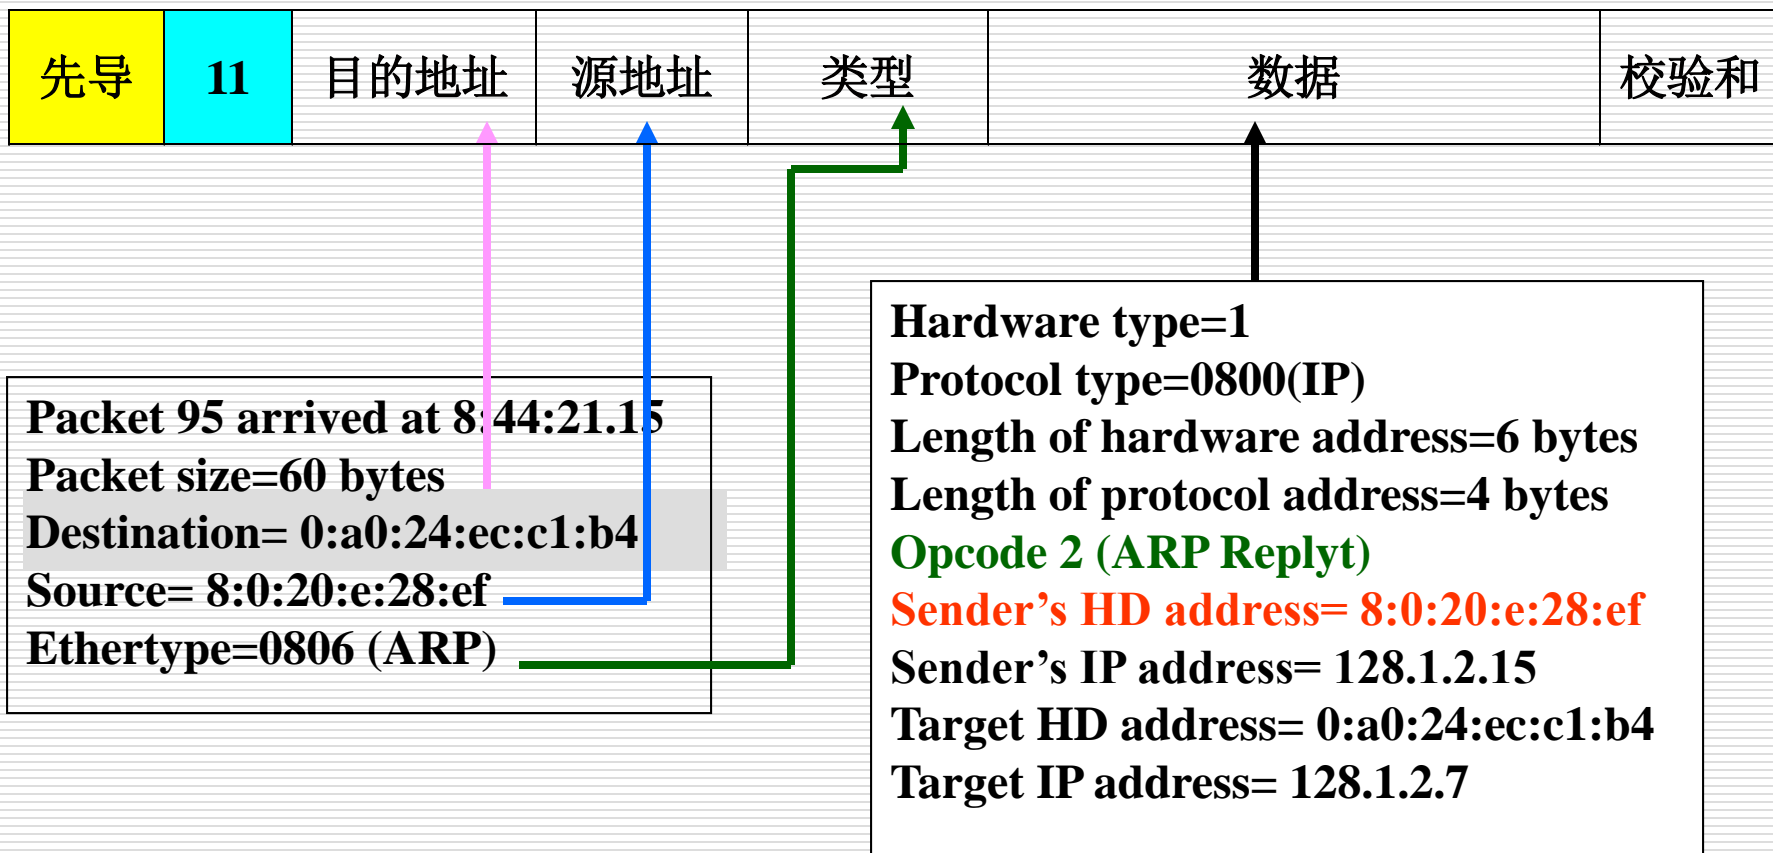 先导 11 目的地址 源地址 类型 数据 校验和
Packet 95 arrived at 8:44:21.15
Packet size=60 bytes
Destination= 0:a0:24:ec:c1:b4
Source= 8:0:20:e:28:ef
Ethertype=0806 (ARP)
Hardware type=1
Protocol type=0800(IP)
Length of hardware address=6 bytes
Length of protocol address=4 bytes
Opcode 2 (ARP Replyt)
Sender’s HD address= 8:0:20:e:28:ef
Sender’s IP address= 128.1.2.15
Target HD address= 0:a0:24:ec:c1:b4
Target IP address= 128.1.2.7